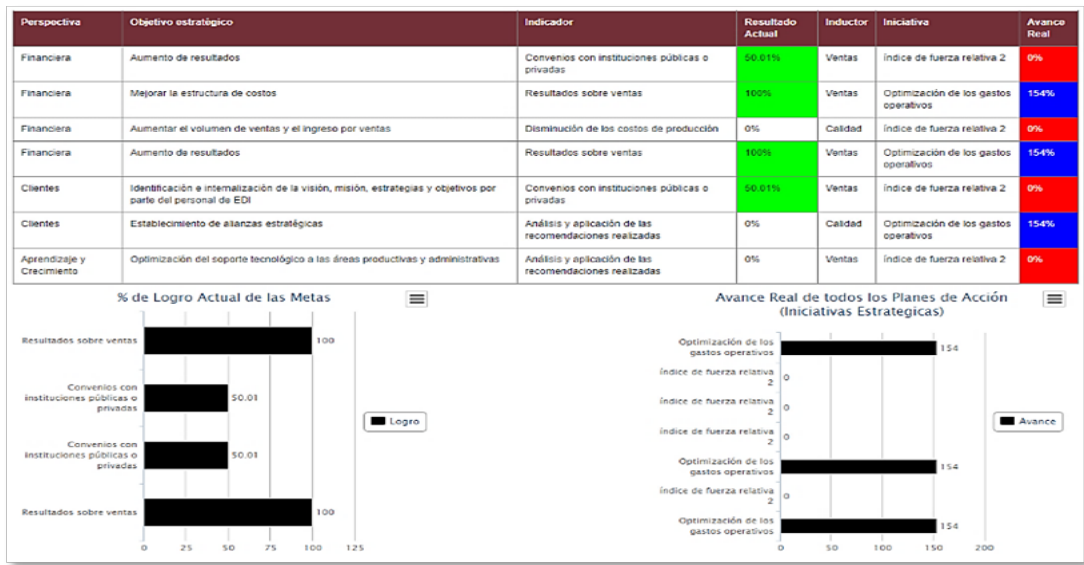 Perspectiva Objetivo estratégico Indicador Resultado Actual Inductor Iniciativa Avance Real
Financiera Aumento de resultados Convenios con instituciones públicas o privadas 50.01% Ventas índice de fuerza relativa 2 0%
Financiera Mejorar la estructura de costos Resultados sobre ventas 100% Ventas Optimización de los gastos operativos 154%
Financiera Aumentar el volumen de ventas y el ingreso por ventas Disminución de los costos de producción 0% Calidad índice de fuerza relativa 2 0%
Financiera Aumento de resultados Resultados sobre ventas 100% Ventas Optimización de los gastos operativos 154%
Clientes Identificación e internalización de la visión, misión, estrategias y objetivos por parte del personal de EDI Convenios con instituciones públicas o privadas 50.01% Ventas índice de fuerza relativa 2 0%
Clientes Establecimiento de alianzas estratégicas Análisis y aplicación de las recomendaciones realizadas 0% Calidad Optimización de los gastos operativos 154%
Aprendizaje y Crecimiento Optimización del soporte tecnológico a las áreas productivas y administrativas Análisis y aplicación de las recomendaciones realizadas 0% Ventas índice de fuerza relativa 2 0%
% de Logro Actual de las Metas
Resultados sobre ventas 100
Convenios con
instituciones públicas o
privadas
50.01
Convenios con
instituciones públicas o
privadas
50.01
Resultados sobre ventas 100
0 25 50 75 100 125
Logro
Avance Real de todos los Planes de Acción
(Iniciativas Estrategicas)
Optimización de los
gastos operativos
154
índice de fuerza relativa
2
0
índice de fuerza relativa
2
0
índice de fuerza relativa
2
0
Optimización de los
gastos operativos
154
índice de fuerza relativa
2
0
Optimización de los
gastos operativos
154
0 50 100 150 200
Avance